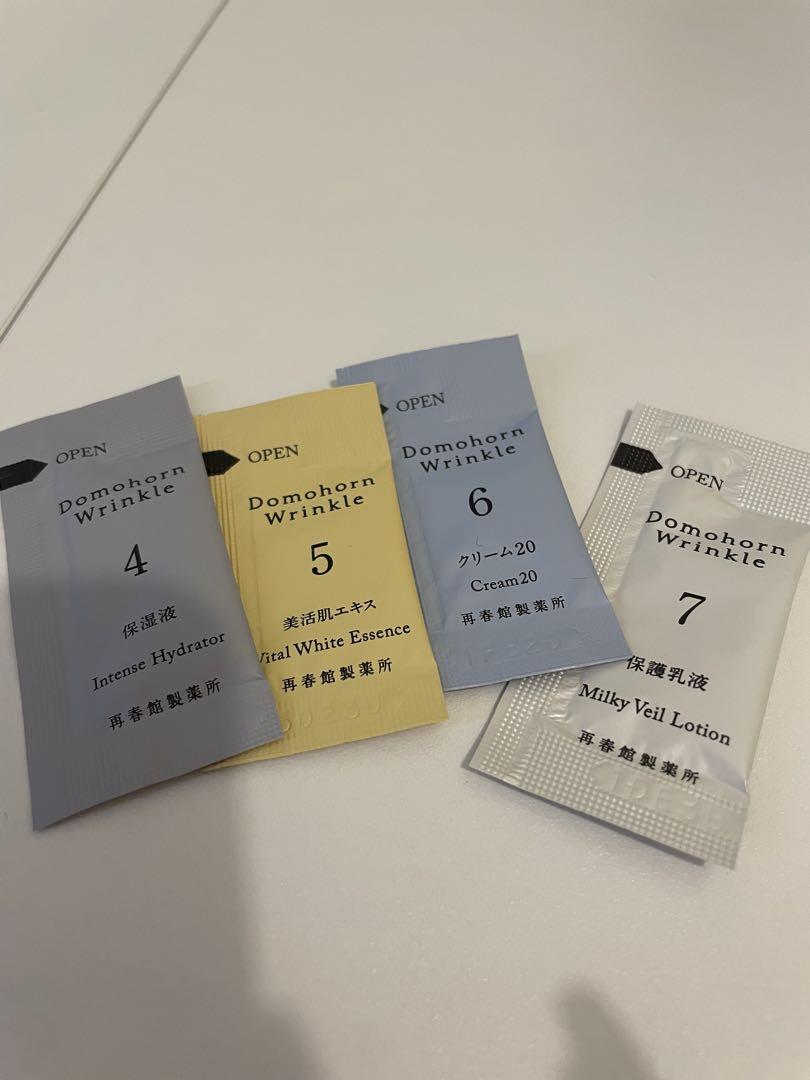 OPEN
Domohorn
Wrinkle
4
保湿液
Intense Hydrator
再春館製薬所
OPEN
Domohorn
Wrinkle
5
美活肌エキス
Vital White Essence
再春館製薬所
OPEN
Domohorn
Wrinkle
6
クリーム20
Cream20
再春館製薬所
OPEN
Domohorn
Wrinkle
7
保護乳液
Milky Veil Lotion
再春館製薬所